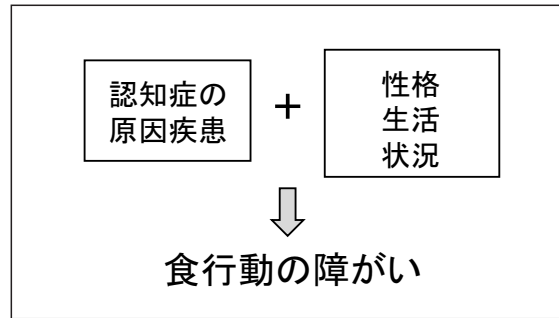 認知症の
原因疾患
+
性格
生活
状況
食行動の障がい